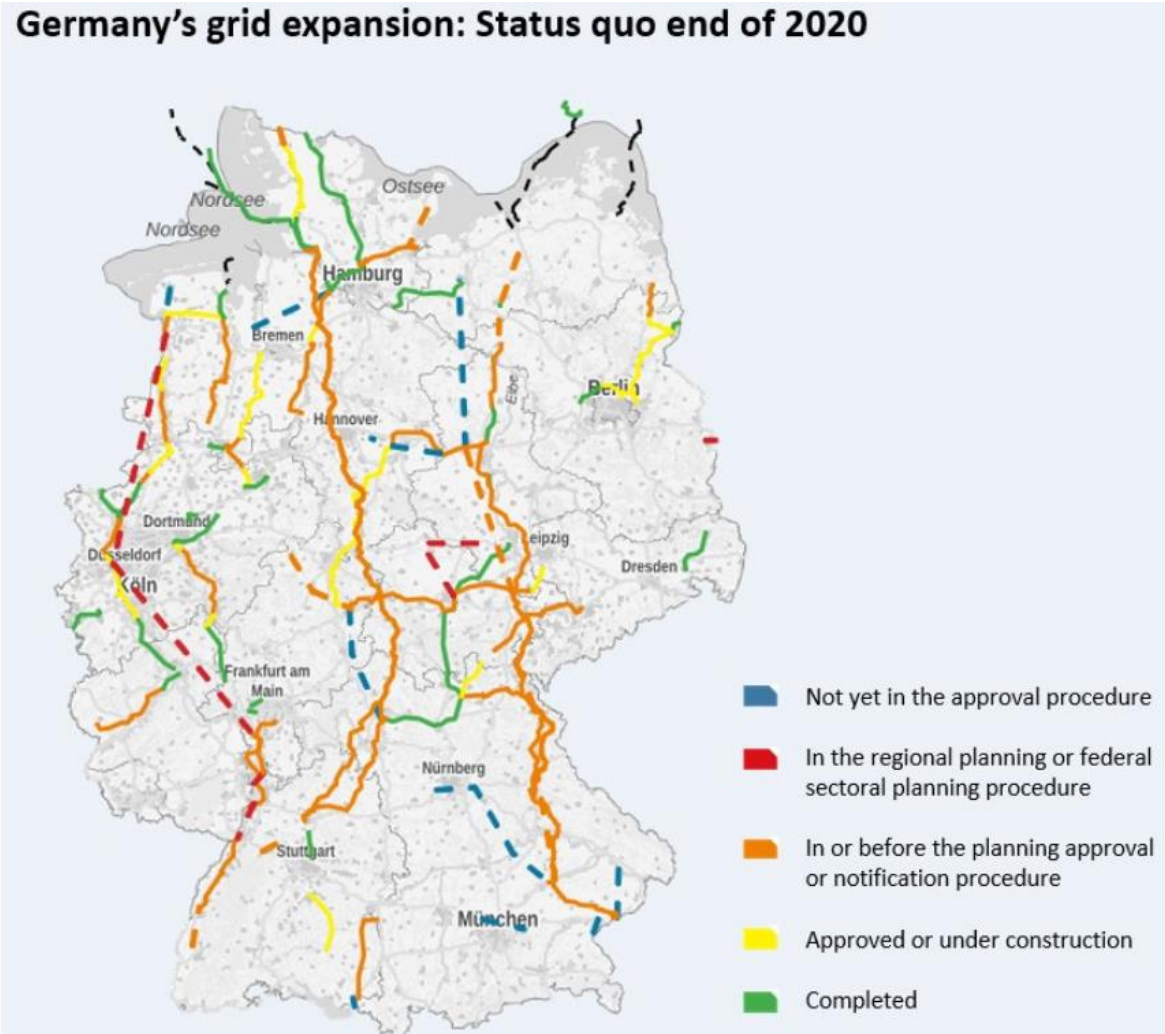 Germany's grid expansion: Status quo end of 2020
Ostsee
Nordsee
Nordsee
Hamburg
Bremen
Elbe
Berlin
Hannover
Dortmund
Leipzig
Düsseldorf
Dresden
Köln
Frankfurt am
Main
Nürnberg
Stuttgart
München
Not yet in the approval procedure
In the regional planning or federal
sectoral planning procedure
In or before the planning approval
or notification procedure
Approved or under construction
Completed